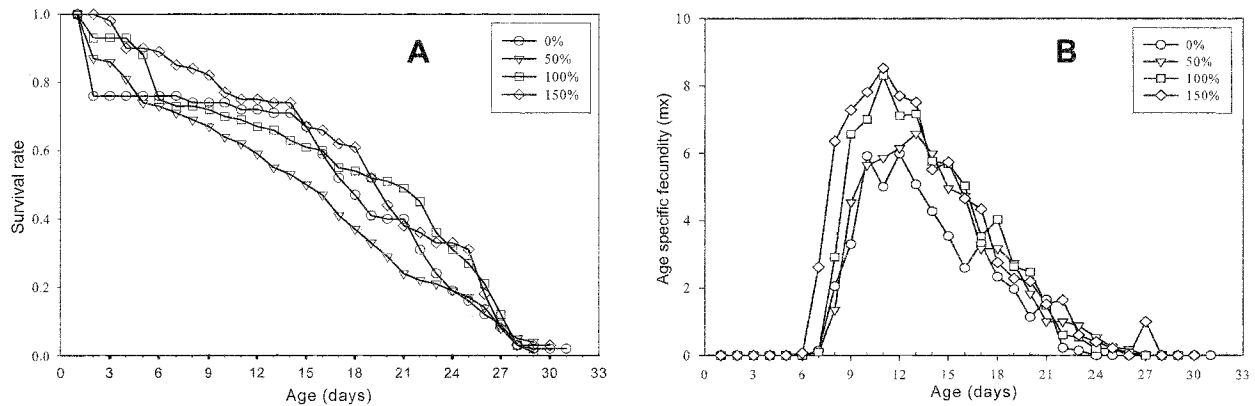 A
Survival rate
1.0
0.8
0.6
0.4
0.2
0.0
0 3 6 9 12 15 18 21 24 27 30 33
Age (days)
0%
50%
100%
150%
B
Age specific fecundity (mx)
10
8
6
4
2
0
0 3 6 9 12 15 18 21 24 27 30 33
Age (days)
0%
50%
100%
150%